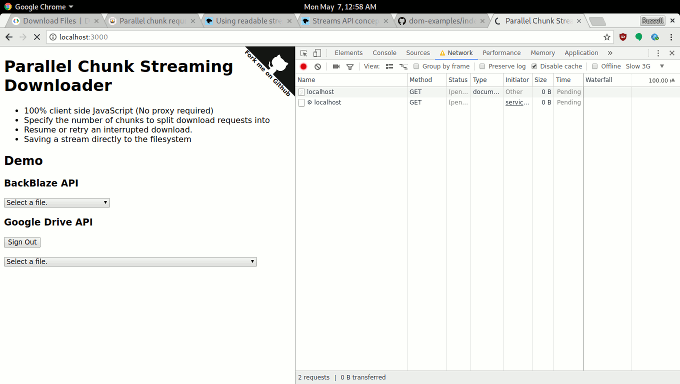 Google Chrome
Mon May 7, 12:58 AM
Download Files | D
Parallel chunk requ
Using readable stre
Streams API conce
dom-examples/ind
Parallel Chunk Stre
Russell
localhost:3000
Elements Console Sources Network Performance Memory Application »
View: Group by frame Preserve log Disable cache Offline Slow 3G
Name Method Status Type Initiator Size Time Waterfall 100.00 
localhost GET (pen... docum... Other 0 B Pending
localhost GET (pen... servic... 0 B Pending
Fork me on GitHub
Parallel Chunk Streaming
Downloader
• 100% client side JavaScript (No proxy required)
• Specify the number of chunks to split download requests into
• Resume or retry an interrupted download.
• Saving a stream directly to the filesystem
Demo
BackBlaze API
Select a file.
Google Drive API
Sign Out
Select a file.
2 requests | 0 B transferred